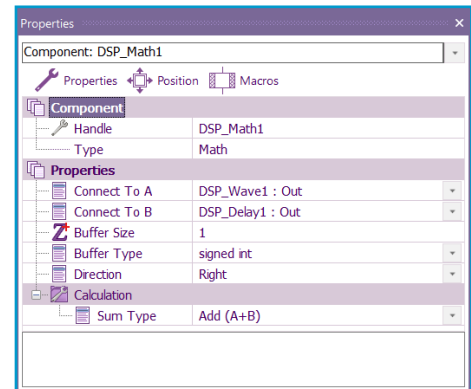 Properties
Component: DSP_Math1
Properties Position Macros
Component
Handle DSP_Math1
Type Math
Properties
Connect To A DSP_Wave1 : Out
Connect To B DSP_Delay1 : Out
Buffer Size 1
Buffer Type signed int
Direction Right
Calculation
Sum Type Add (A+B)